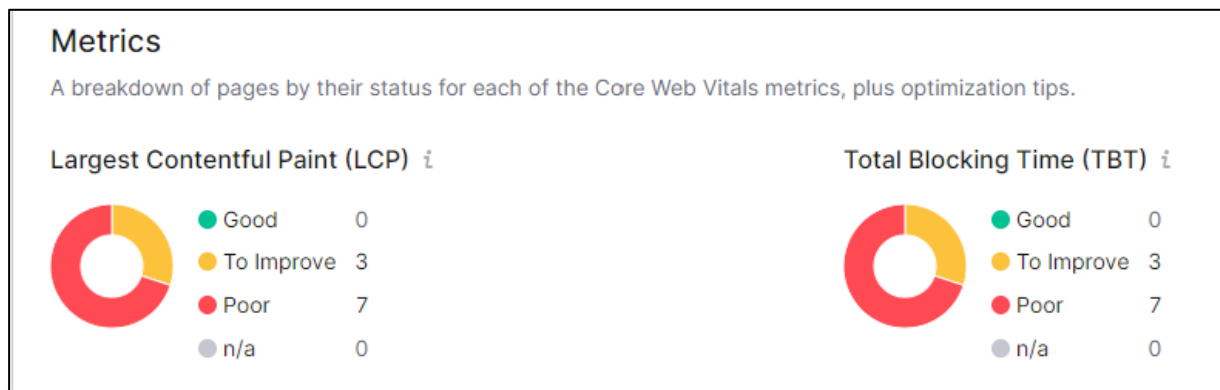 Metrics
A breakdown of pages by their status for each of the Core Web Vitals metrics, plus optimization tips.
Largest Contentful Paint (LCP) i
Good 0
To Improve 3
Poor 7
n/a 0
Total Blocking Time (TBT) i
Good 0
To Improve 3
Poor 7
n/a 0